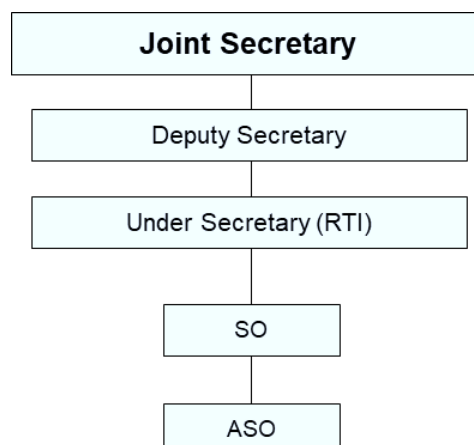 Joint Secretary
Deputy Secretary
Under Secretary (RTI)
SO
ASO